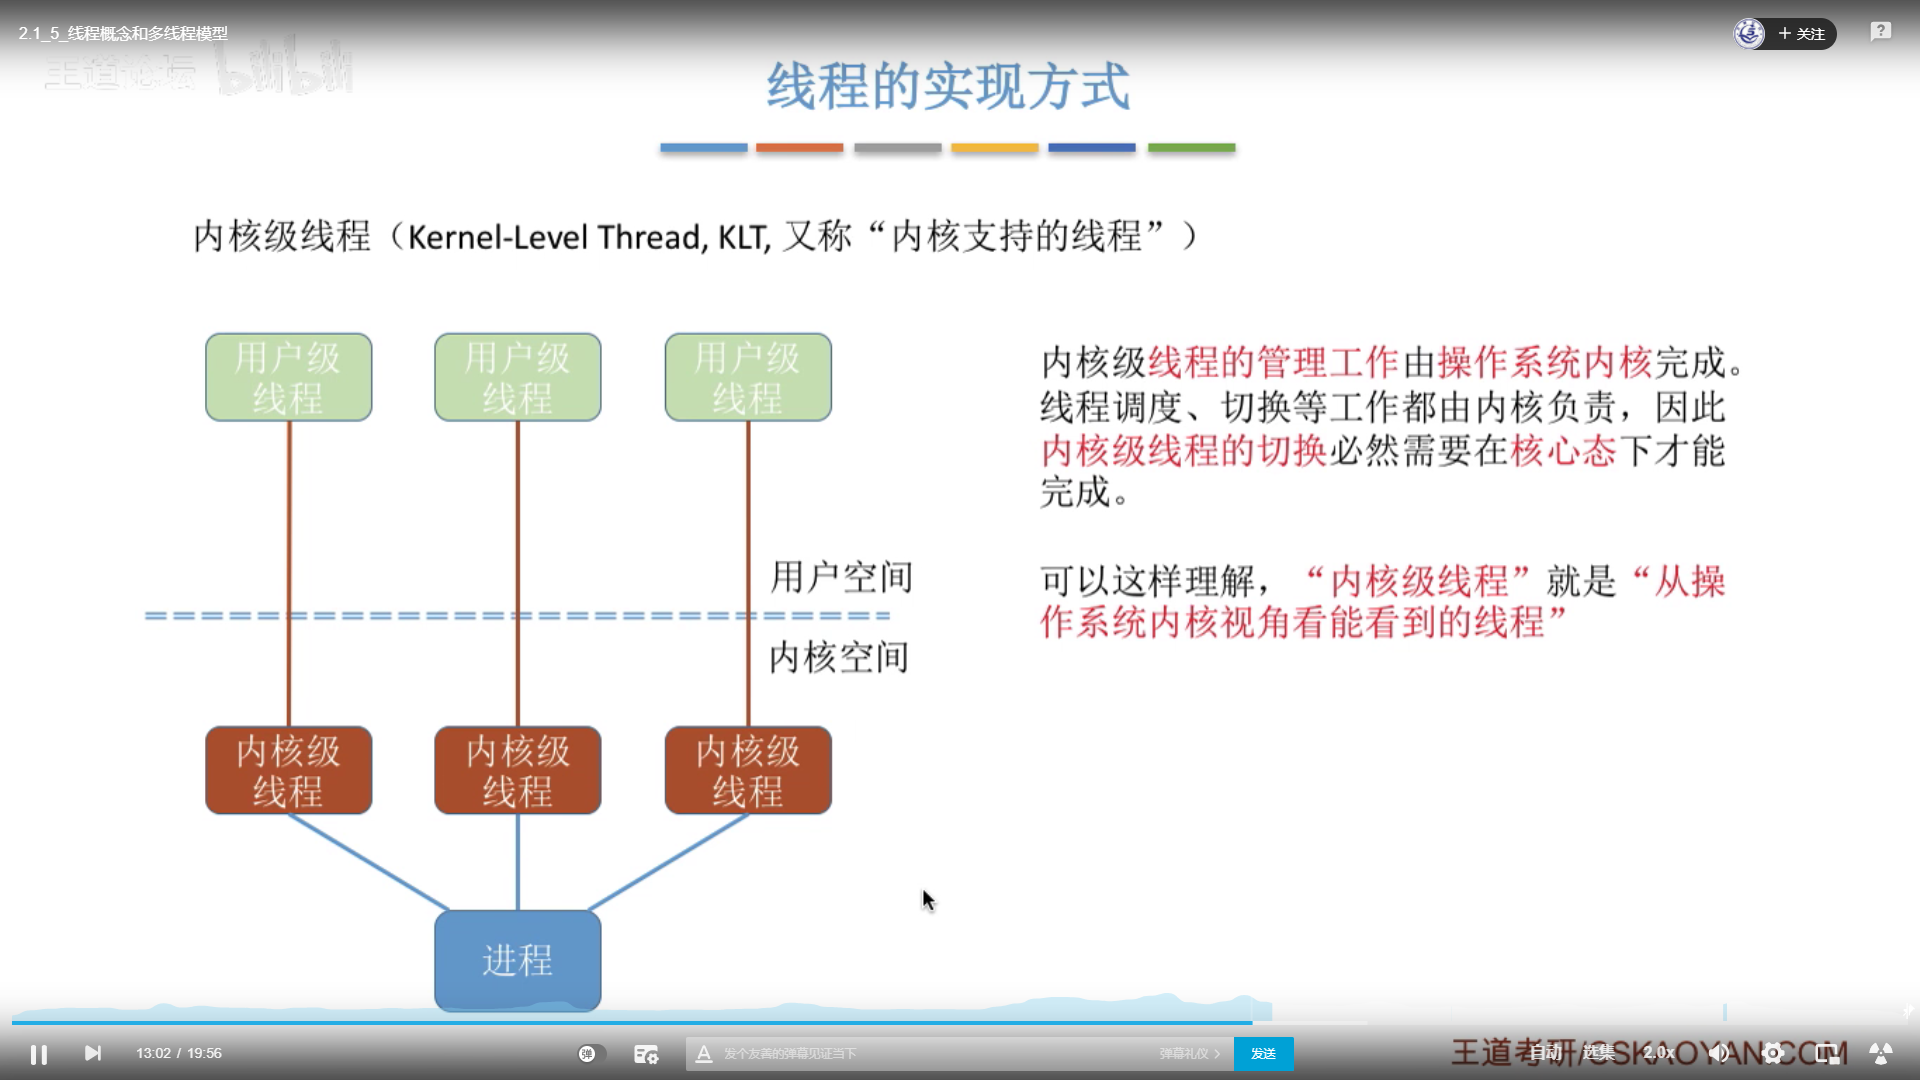 2.1_5_线程概念和多线程模型
+ 关注
王道论坛 bilibili
线程的实现方式
内核级线程（Kernel-Level Thread, KLT, 又称“内核支持的线程”）
用户级
线程
用户级
线程
用户级
线程
内核级线程的管理工作由操作系统内核完成。
线程调度、切换等工作都由内核负责，因此
内核级线程的切换必然需要在核心态下才能
完成。
可以这样理解，“内核级线程”就是“从操
作系统内核视角看能看到的线程”
用户空间
内核空间
内核级
线程
内核级
线程
内核级
线程
进程
13:02 / 19:56
弹
A 发个友善的弹幕见证当下
弹幕礼仪 >
发送
王道考研/CSKAOYAN.COM
自动 选集 2.0x